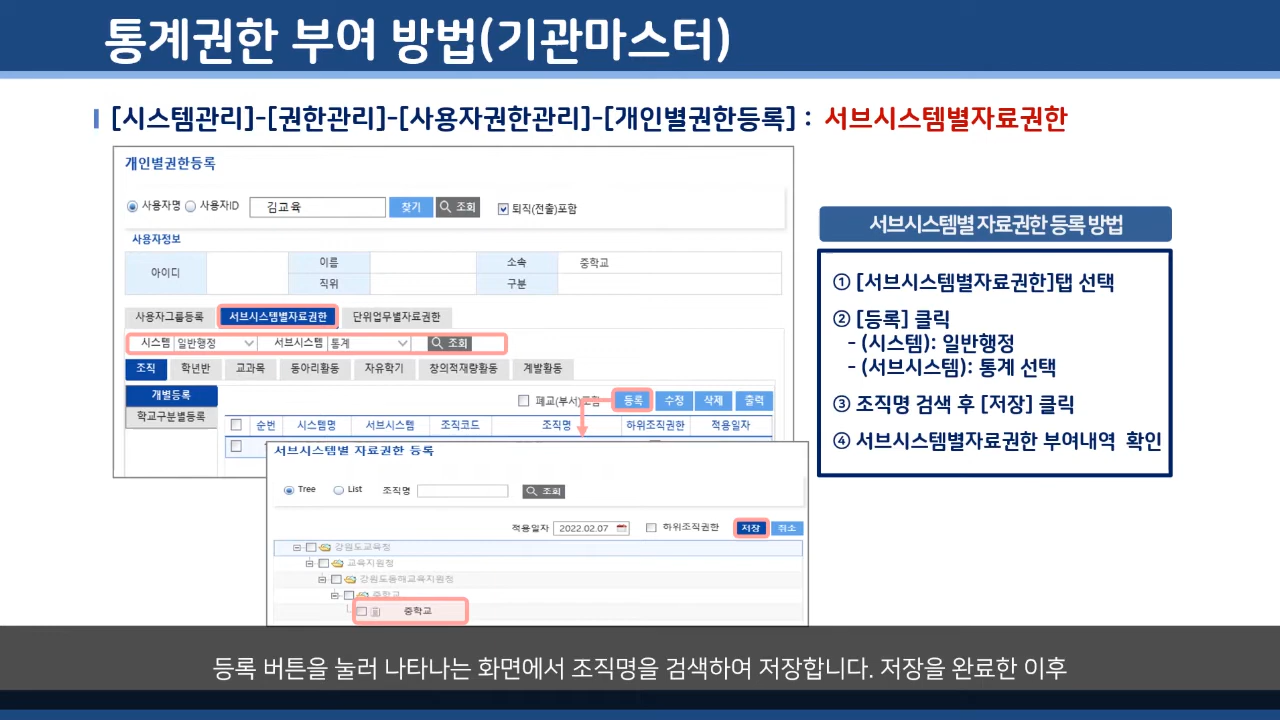 통계권한 부여 방법(기관마스터)
[시스템관리]-[권한관리]-[사용자권한관리]-[개인별권한등록] : 서브시스템별자료권한
개인별권한등록
사용자명 사용자ID 김교육 찾기 조회 퇴직(전출)포함
사용자정보
아이디 이름 소속 중학교
직위 구분
사용자그룹등록 서브시스템별자료권한 단위업무별자료권한
시스템 일반행정 서브시스템 통계 조회
조직 학년반 교과목 동아리활동 자유학기 창의적재량활동 계발활동
개별등록
학교구분별등록
폐교(부서)포함 등록 수정 삭제 출력
순번 시스템명 서브시스템 조직코드 조직명 하위조직권한 적용일자
서브시스템별 자료권한 등록
Tree List 조직명 조회
적용일자 2022.02.07 하위조직권한 저장 취소
강원도교육청
교육지원청
강원도동해교육지원청
중학교
중학교
서브시스템별 자료권한 등록 방법
① [서브시스템별자료권한]탭 선택
② [등록] 클릭
- (시스템): 일반행정
- (서브시스템): 통계 선택
③ 조직명 검색 후 [저장] 클릭
④ 서브시스템별자료권한 부여내역 확인
등록 버튼을 눌러 나타나는 화면에서 조직명을 검색하여 저장합니다. 저장을 완료한 이후